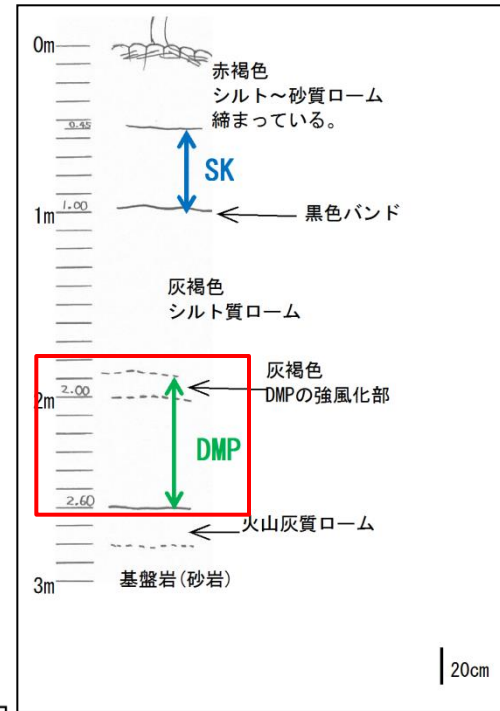 0m
赤褐色
シルト～砂質ローム
締まっている。
0.45
SK
1.00
1m
黒色バンド
灰褐色
シルト質ローム
灰褐色
DMPの強風化部
2.00
2m
DMP
2.60
火山灰質ローム
基盤岩(砂岩)
3m
20cm